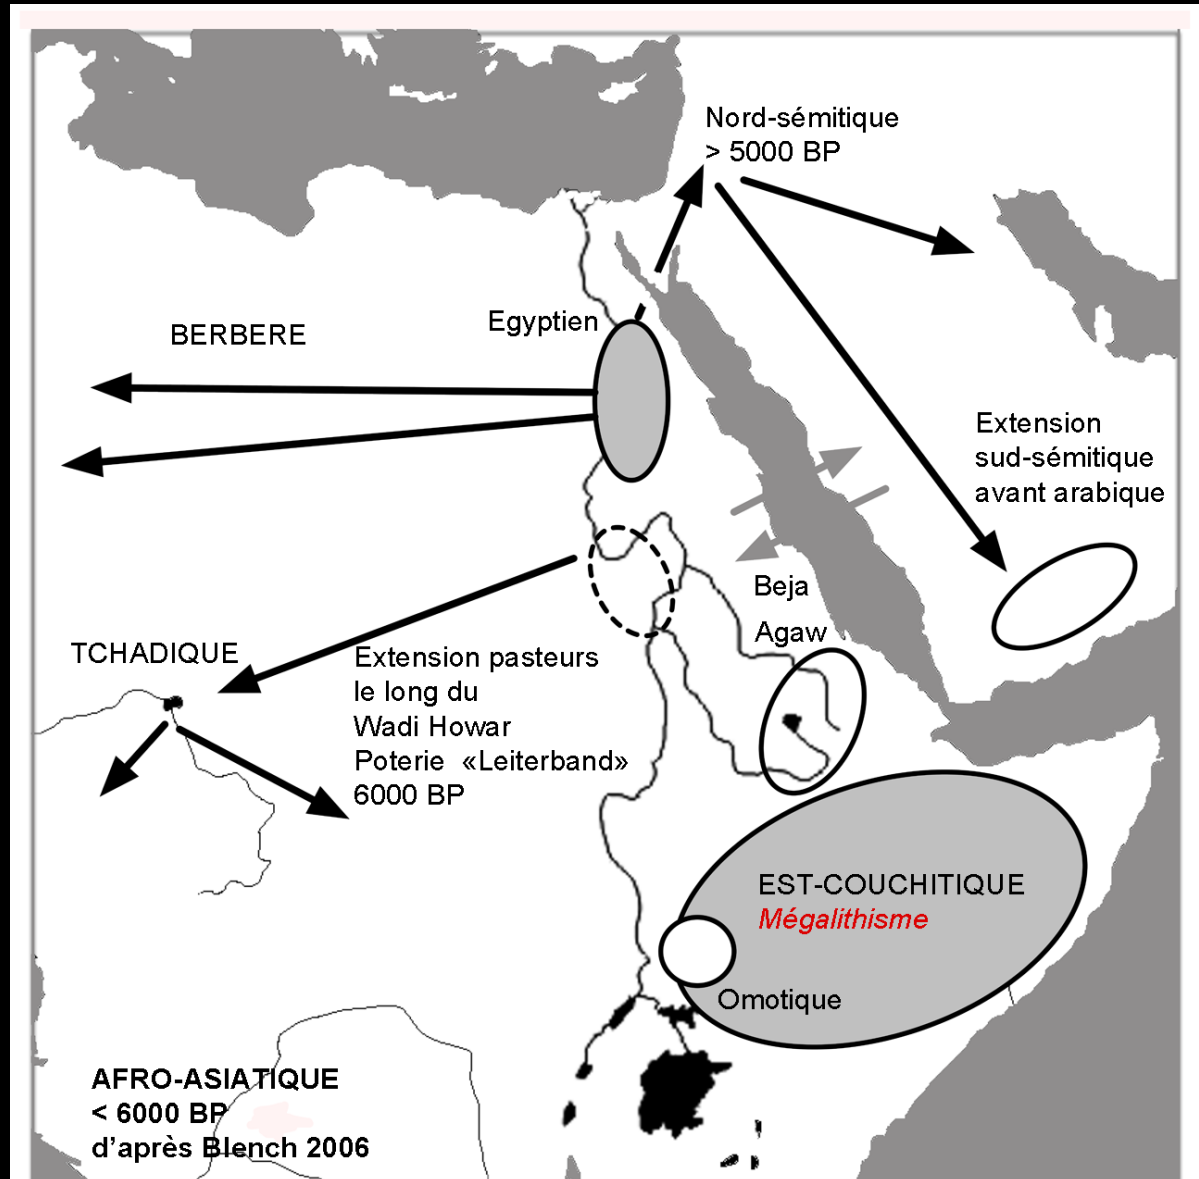 Nord-sémitique
> 5000 BP
Egyptien
BERBERE
Extension
sud-sémitique
avant arabique
Beja
Agaw
TCHADIQUE
Extension pasteurs
le long du
Wadi Howar
Poterie «Leiterband»
6000 BP
EST-COUCHITIQUE
Mégalithisme
Omotique
AFRO-ASIATIQUE
< 6000 BP
d'après Blench 2006